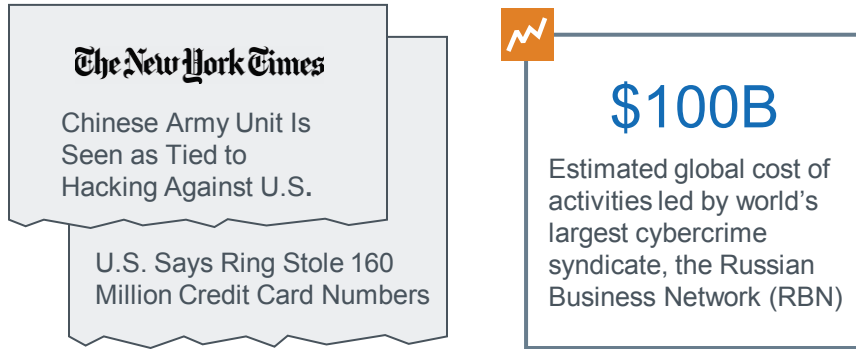 The New York Times
Chinese Army Unit Is
Seen as Tied to
Hacking Against U.S.
U.S. Says Ring Stole 160
Million Credit Card Numbers
$100B
Estimated global cost of
activities led by world’s
largest cybercrime
syndicate, the Russian
Business Network (RBN)